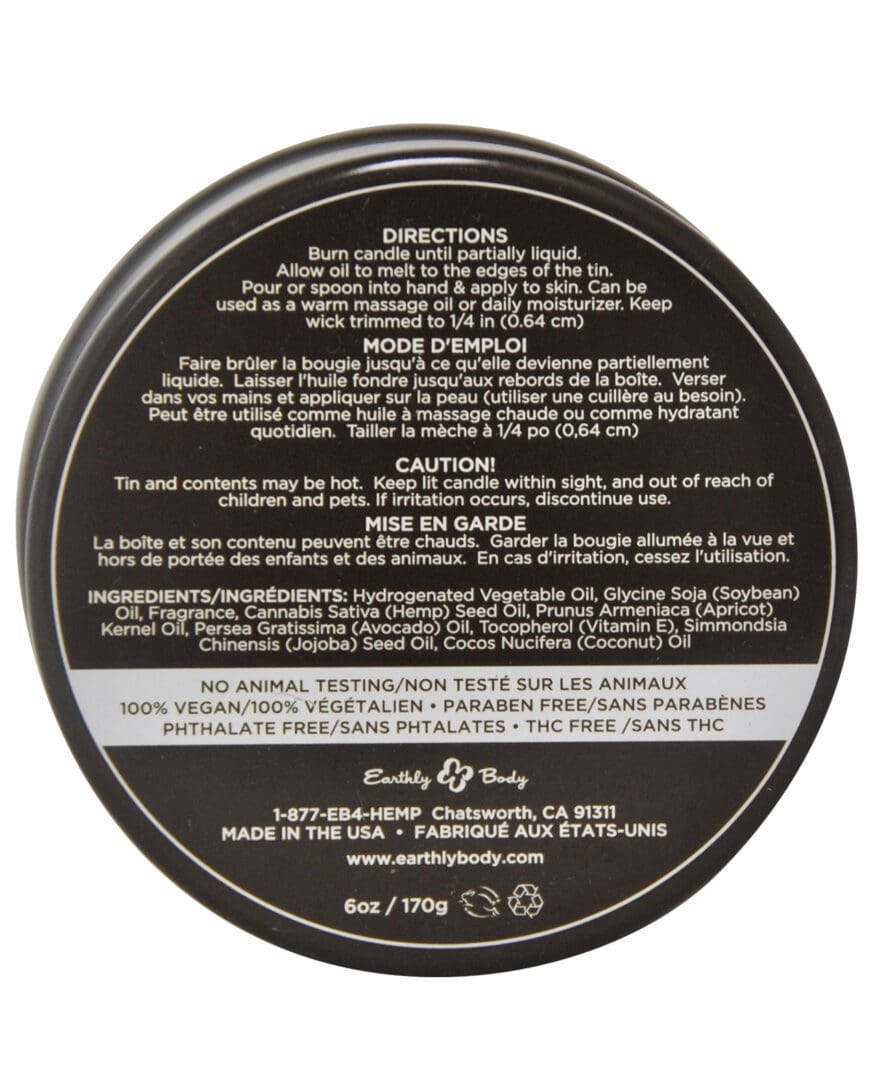 DIRECTIONS
Burn candle until partially liquid.
Allow oil to melt to the edges of the tin.
Pour or spoon into hand & apply to skin. Can be
used as a warm massage oil or daily moisturizer. Keep
wick trimmed to 1/4 in (0.64 cm)
MODE D'EMPLOI
Faire brûler la bougie jusqu'à ce qu'elle devienne partiellement
liquide. Laisser l'huile fondre jusqu'aux rebords de la boîte. Verser
dans vos mains et appliquer sur la peau (utiliser une cuillère au besoin).
Peut être utilisé comme huile à massage chaude ou comme hydratant
quotidien. Tailler la mèche à 1/4 po (0,64 cm)
CAUTION!
Tin and contents may be hot. Keep lit candle within sight, and out of reach of
children and pets. If irritation occurs, discontinue use.
MISE EN GARDE
La boîte et son contenu peuvent être chauds. Garder la bougie allumée à la vue et
hors de portée des enfants et des animaux. En cas d'irritation, cessez l'utilisation.
INGREDIENTS/INGRÉDIENTS: Hydrogenated Vegetable Oil, Glycine Soja (Soybean)
Oil, Fragrance, Cannabis Sativa (Hemp) Seed Oil, Prunus Armeniaca (Apricot)
Kernel Oil, Persea Gratissima (Avocado) Oil, Tocopherol (Vitamin E), Simmondsia
Chinensis (Jojoba) Seed Oil, Cocos Nucifera (Coconut) Oil
NO ANIMAL TESTING/NON TESTÉ SUR LES ANIMAUX
100% VEGAN/100% VÉGÉTALIEN • PARABEN FREE/SANS PARABÈNES
PHTHALATE FREE/SANS PHTALATES • THC FREE /SANS THC
Earthly Body
1-877-EB4-HEMP Chatsworth, CA 91311
MADE IN THE USA • FABRIQUÉ AUX ÉTATS-UNIS
www.earthlybody.com
6oz / 170g